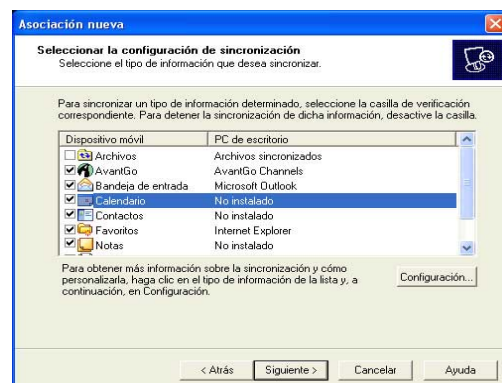 Asociación nueva
Seleccionar la configuración de sincronización
Seleccione el tipo de información que desea sincronizar.
Para sincronizar un tipo de información determinado, seleccione la casilla de verificación
correspondiente. Para detener la sincronización de dicha información, desactive la casilla.
Dispositivo móvil PC de escritorio
Archivos Archivos sincronizados
AvantGo AvantGo Channels
Bandeja de entrada Microsoft Outlook
Calendario No instalado
Contactos No instalado
Favoritos Internet Explorer
Notas No instalado
Para obtener más información sobre la sincronización y cómo
personalizarla, haga clic en el tipo de información de la lista y, a
continuación, en Configuración.
Configuración...
< Atrás Siguiente > Cancelar Ayuda